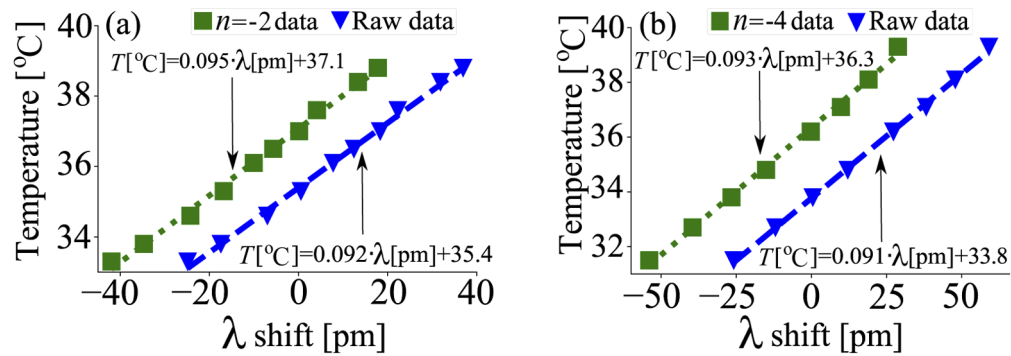 (a) n=-2 data Raw data
T[°C]=0.095·λ[pm]+37.1
T[°C]=0.092·λ[pm]+35.4
Temperature [°C]
40
38
36
34
−40 −20 0 20 40
λ shift [pm]
(b) n=-4 data Raw data
T[°C]=0.093·λ[pm]+36.3
T[°C]=0.091·λ[pm]+33.8
Temperature [°C]
40
38
36
34
32
−50 −25 0 25 50
λ shift [pm]